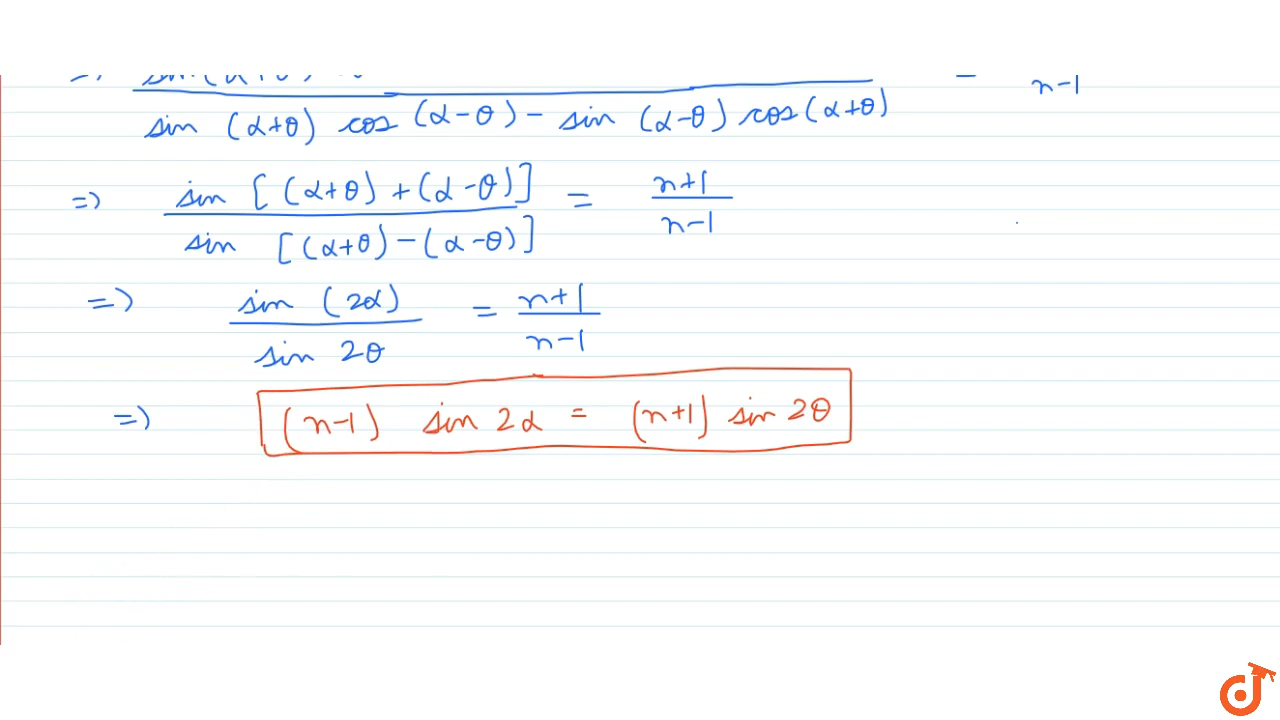 => sin(α+θ) =
n-1
sin (α+θ) cos (α-θ) - sin (α-θ) cos(α+θ)
=> sin [(α+θ)+(α-θ)] = n+1
sin [(α+θ)-(α-θ)] n-1
=> sin (2α) = n+1
sin 2θ n-1
=> (n-1) sin 2α = (n+1) sin 2θ